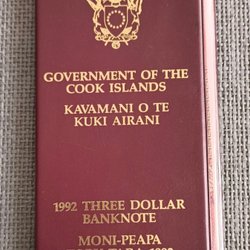 GOVERNMENT OF THE
COOK ISLANDS
KAVAMANI O TE
KUKI AIRANI
1992 THREE DOLLAR
BANKNOTE
MONI-PEAPA